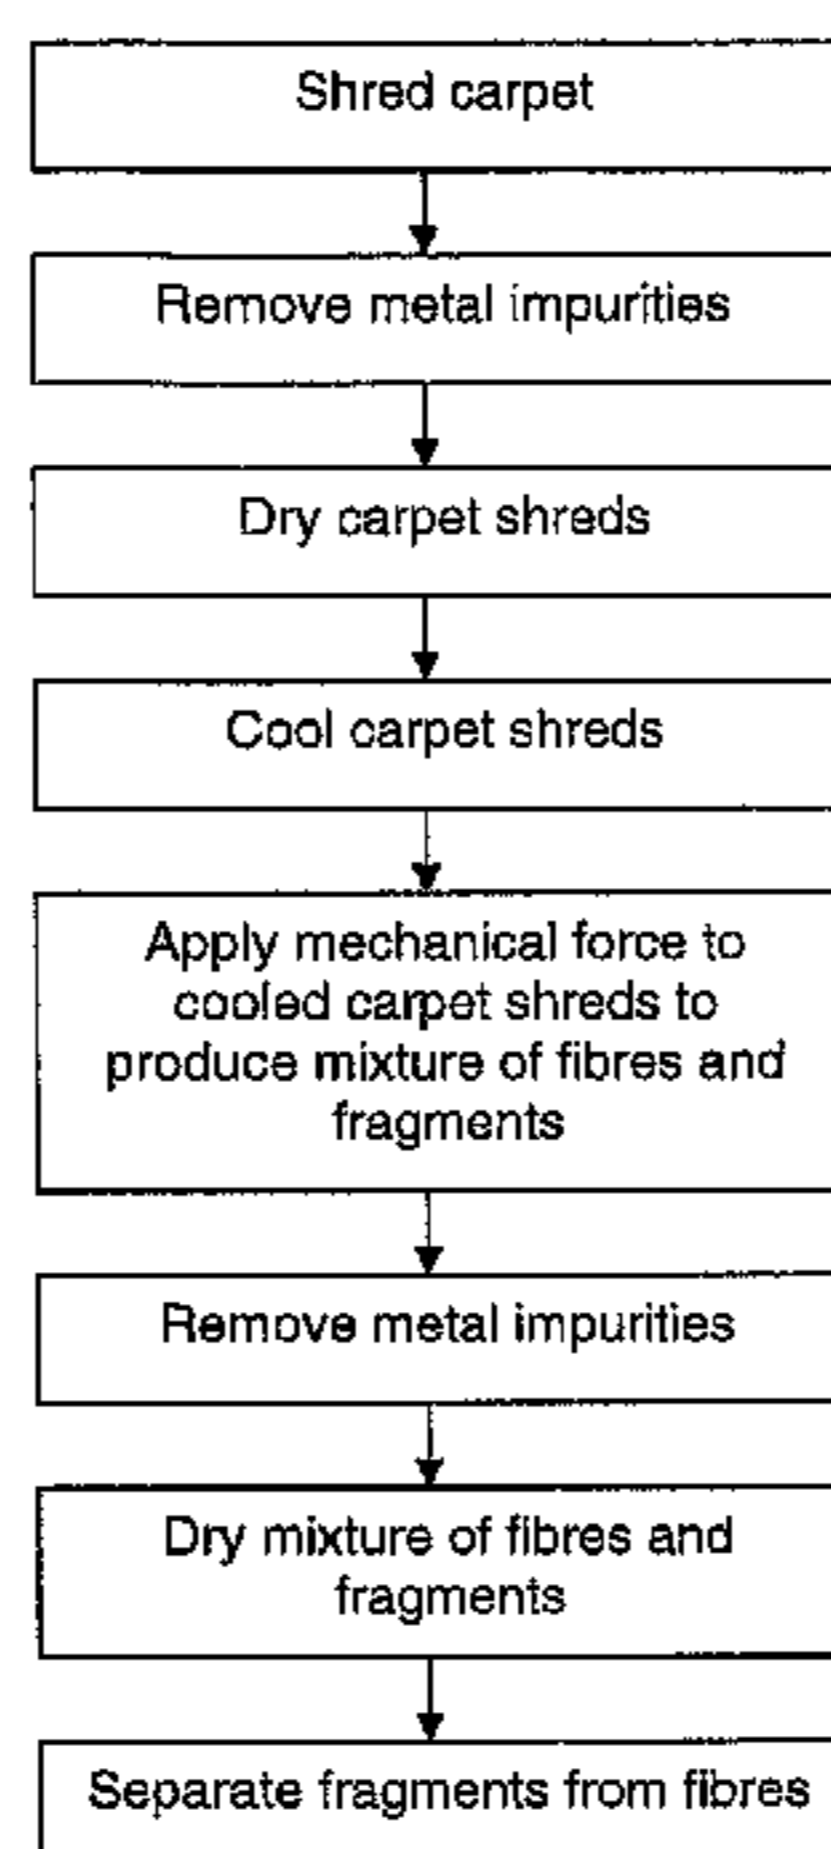 Shred carpet
Remove metal impurities
Dry carpet shreds
Cool carpet shreds
Apply mechanical force to
cooled carpet shreds to
produce mixture of fibres and
fragments
Remove metal impurities
Dry mixture of fibres and
fragments
Separate fragments from fibres